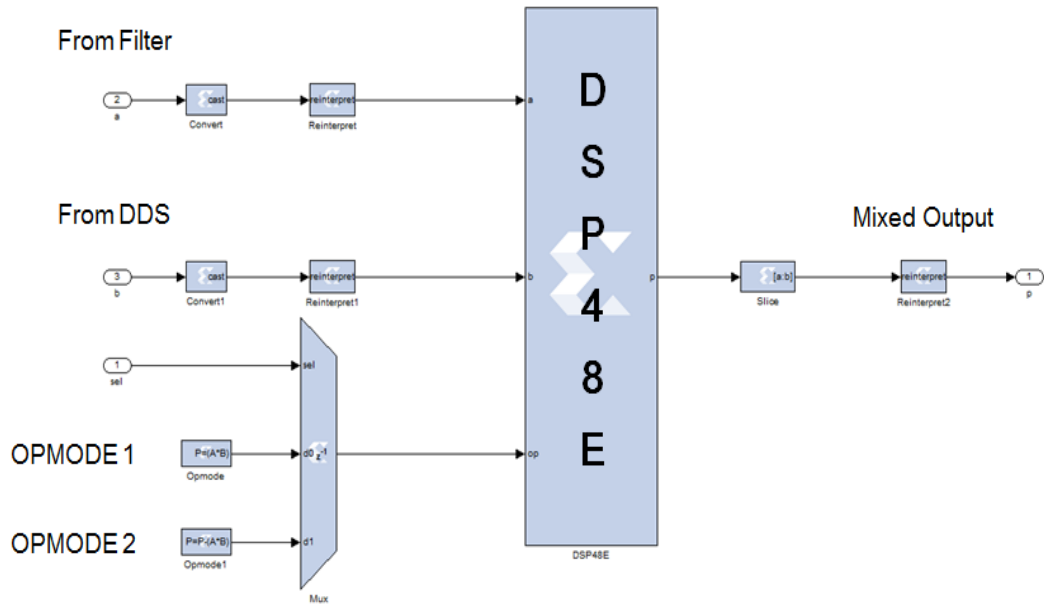 From Filter
2
a
cast
Convert
reinterpret
Reinterpret
a
From DDS
3
b
cast
Convert1
reinterpret
Reinterpret1
b
D
S
P
4
8
E
p
DSP48E
Mixed Output
[a:b]
Slice
reinterpret
Reinterpret2
1
p
1
sel
sel
OPMODE 1
P=(A*B)
Opmode
d0
z-1
op
OPMODE 2
P=P-(A*B)
Opmode1
d1
Mux